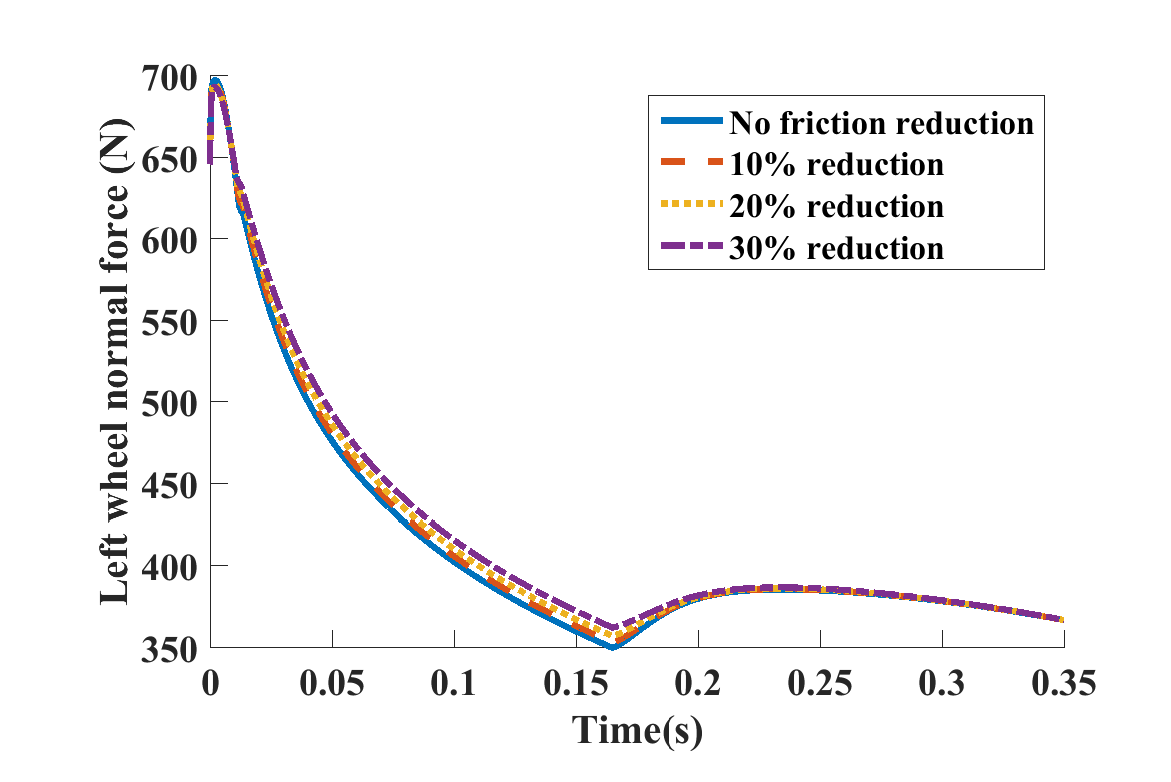 700
650
600
550
500
450
400
350
Left wheel normal force (N)
No friction reduction
10% reduction
20% reduction
30% reduction
0 0.05 0.1 0.15 0.2 0.25 0.3 0.35
Time(s)